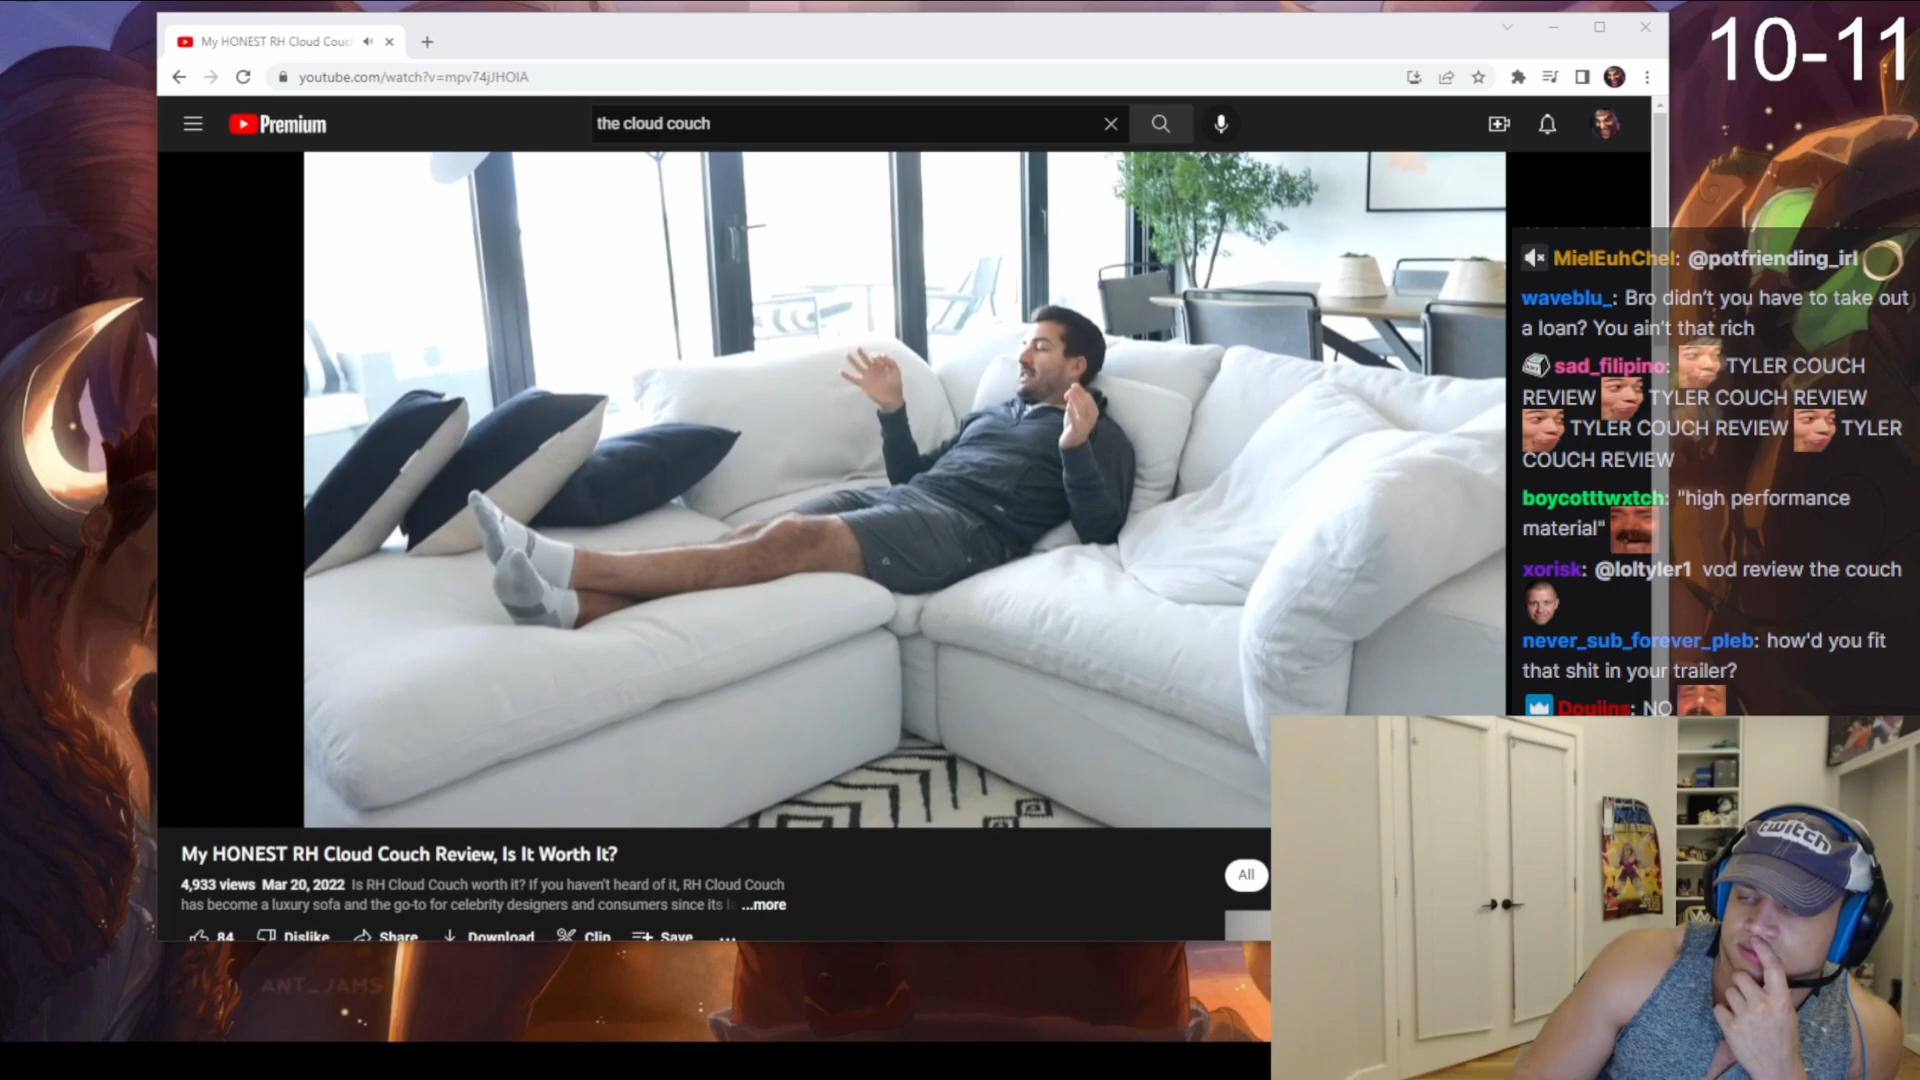 My HONEST RH Cloud Couc
youtube.com/watch?v=mpv74jJHOIA
10-11
Premium
the cloud couch
MielEuhChel: @potfriending_irl
waveblu_: Bro didn't you have to take out
a loan? You ain't that rich
sad_filipino: TYLER COUCH
REVIEW TYLER COUCH REVIEW
TYLER COUCH REVIEW TYLER
COUCH REVIEW
boycotttwxtch: "high performance
material"
xorisk: @loltyler1 vod review the couch
never_sub_forever_pleb: how'd you fit
that shit in your trailer?
Doujins: NO
My HONEST RH Cloud Couch Review, Is It Worth It?
4,933 views Mar 20, 2022 Is RH Cloud Couch worth it? If you haven't heard of it, RH Cloud Couch
has become a luxury sofa and the go-to for celebrity designers and consumers since its ...more
All
84 Dislike Share Download Clip Save
ANT_JAMS
twitch